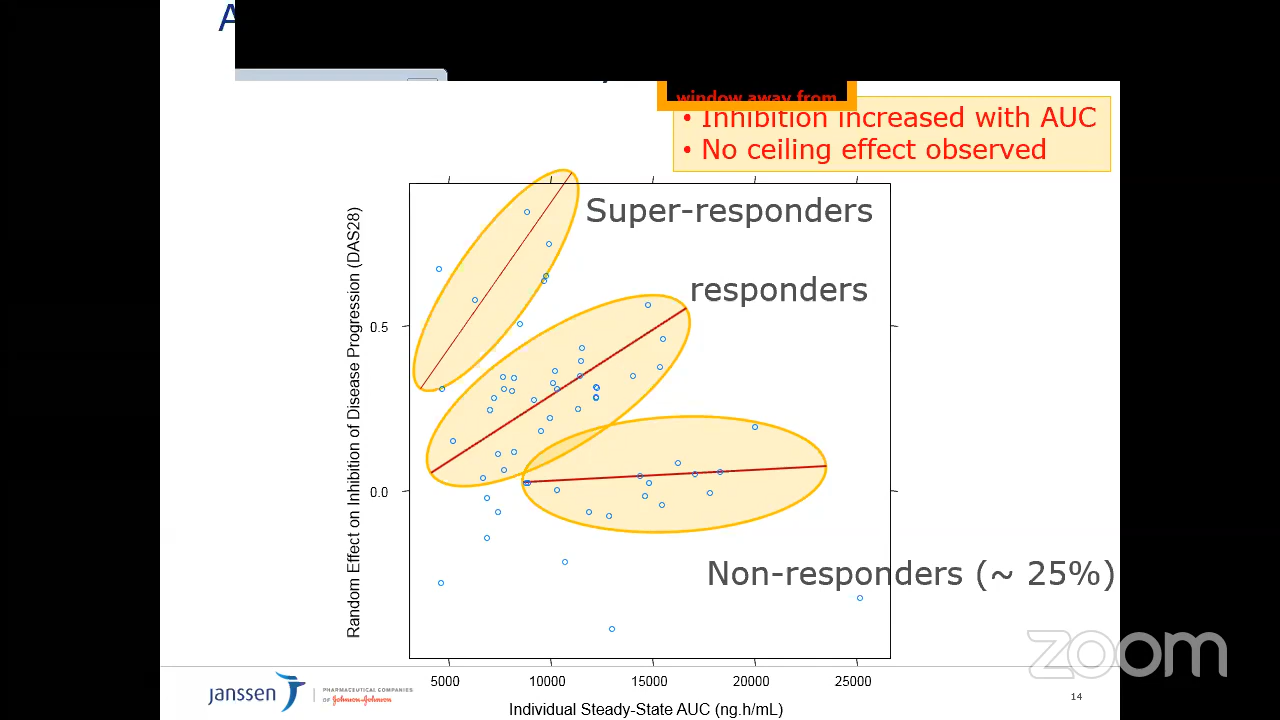 window away from
• Inhibition increased with AUC
• No ceiling effect observed
Super-responders
responders
Non-responders (~ 25%)
Random Effect on Inhibition of Disease Progression (DAS28)
0.5
0.0
5000
10000
15000
20000
25000
Individual Steady-State AUC (ng.h/mL)
janssen
PHARMACEUTICAL COMPANIES
OF Johnson-Johnson
14
zoom